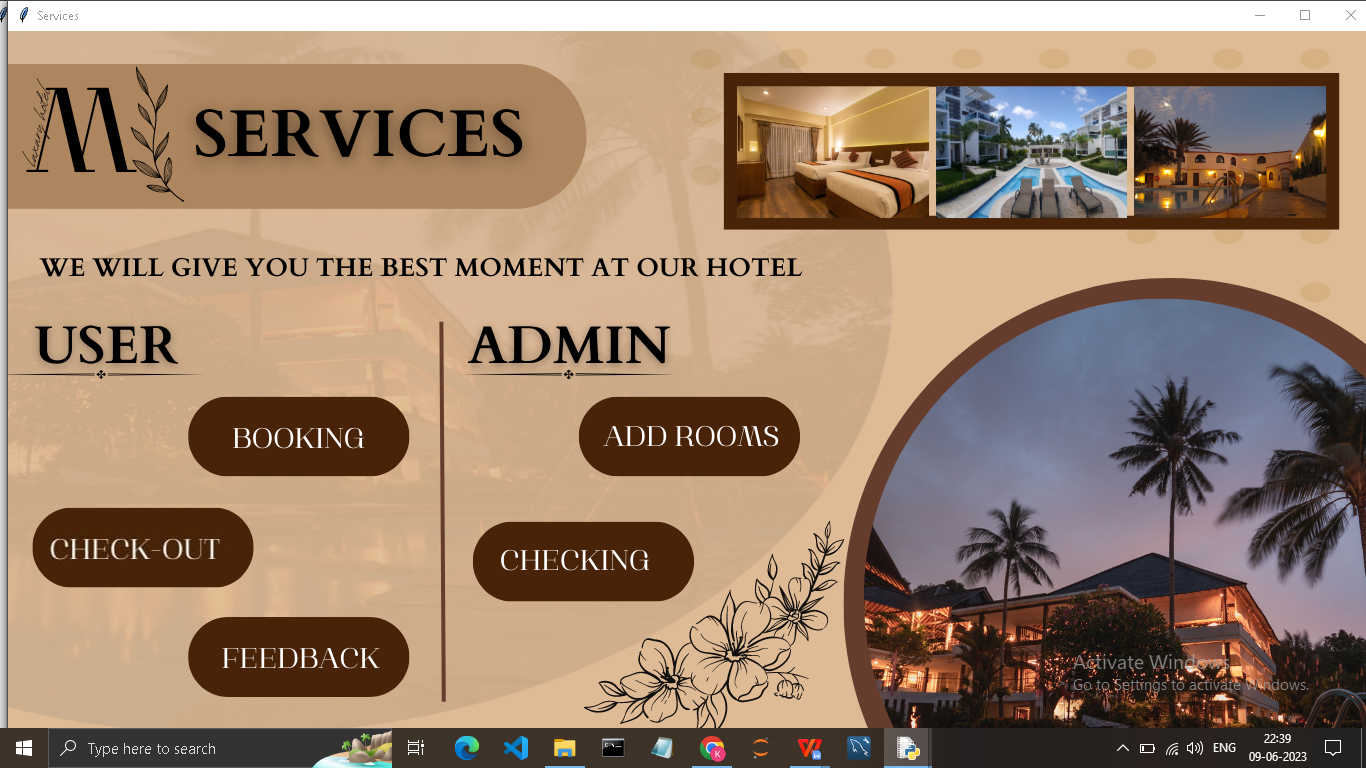 Services
luxury hotel
M
SERVICES
WE WILL GIVE YOU THE BEST MOMENT AT OUR HOTEL
USER
ADMIN
BOOKING
ADD ROOMS
CHECK-OUT
CHECKING
FEEDBACK
Activate Windows
Go to Settings to activate Windows.
Type here to search
K
ENG
22:39
09-06-2023